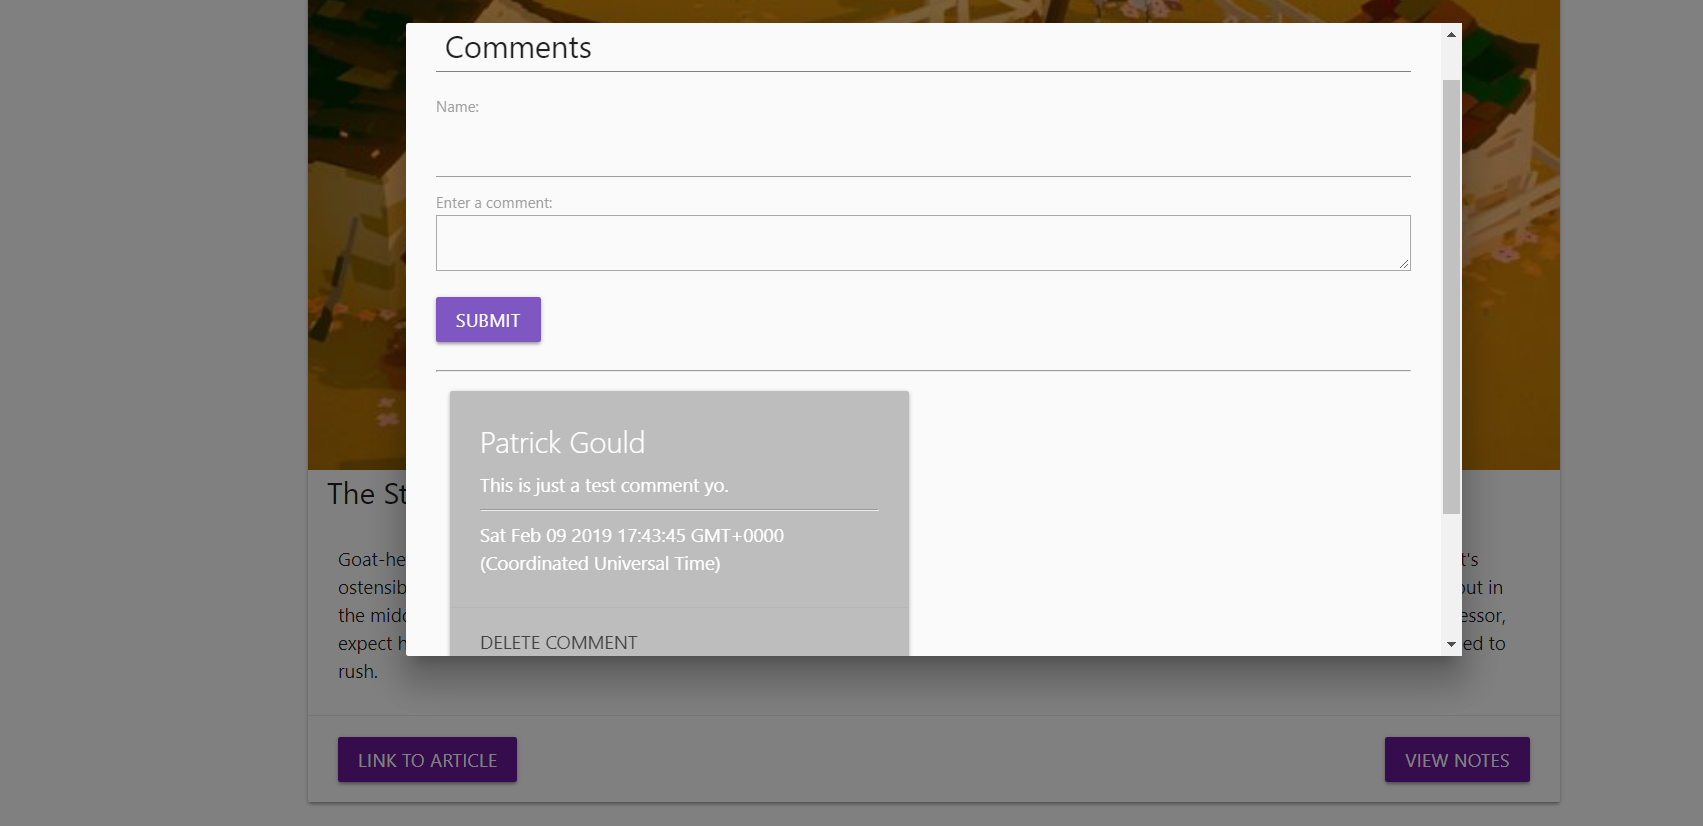 Comments
Name:
Enter a comment:
SUBMIT
Patrick Gould
This is just a test comment yo.
Sat Feb 09 2019 17:43:45 GMT+0000
(Coordinated Universal Time)
DELETE COMMENT
The St
Goat-he t's
ostensib out in
the midd essor,
expect h ed to
rush.
LINK TO ARTICLE
VIEW NOTES